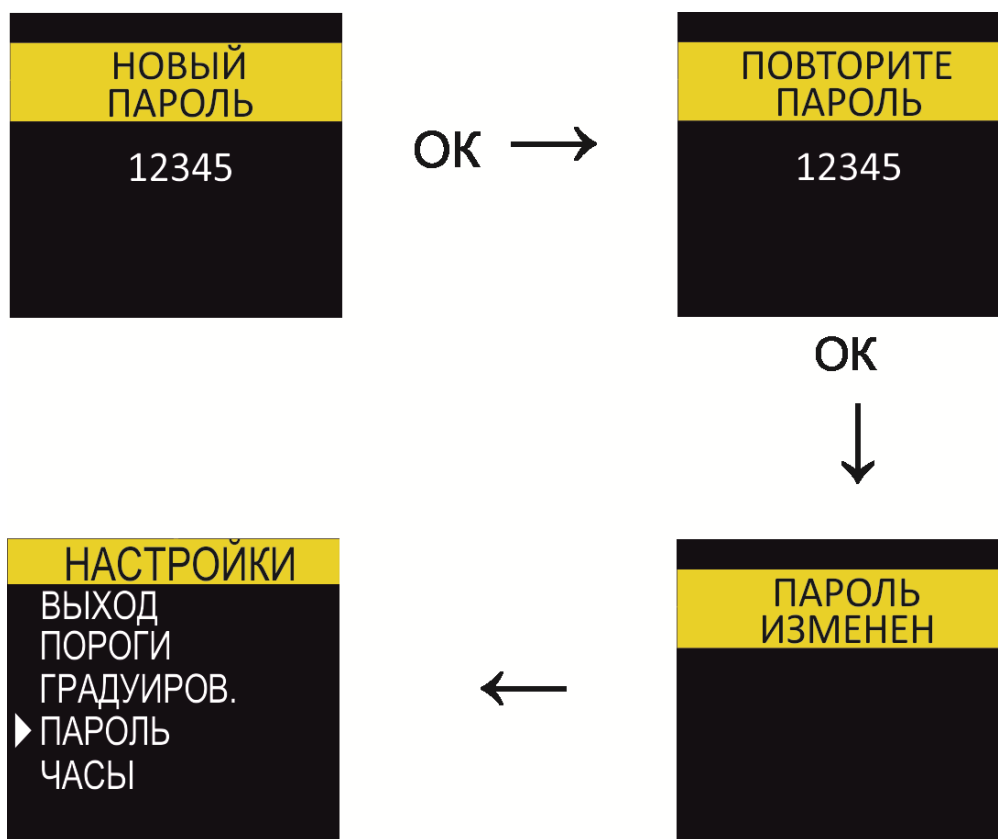 НОВЫЙ
ПАРОЛЬ
12345
ОК
ПОВТОРИТЕ
ПАРОЛЬ
12345
ОК
ПАРОЛЬ
ИЗМЕНЕН
НАСТРОЙКИ
ВЫХОД
ПОРОГИ
ГРАДУИРОВ.
ПАРОЛЬ
ЧАСЫ